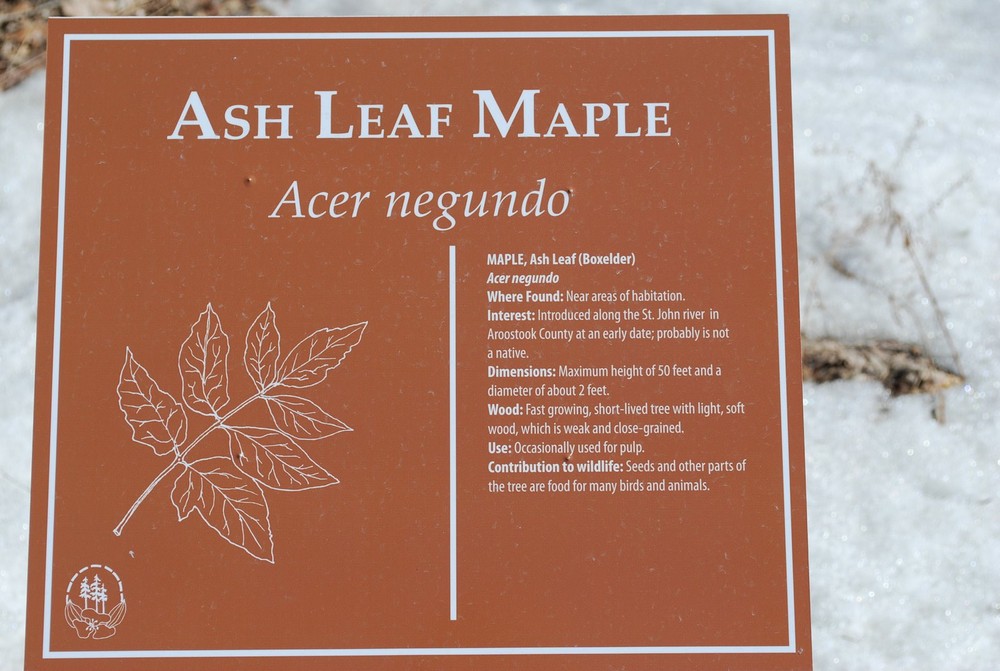 ASH LEAF MAPLE
Acer negundo
MAPLE, Ash Leaf (Boxelder)
Acer negundo
Where Found: Near areas of habitation.
Interest: Introduced along the St. John river in
Aroostook County at an early date; probably is not
a native.
Dimensions: Maximum height of 50 feet and a
diameter of about 2 feet.
Wood: Fast growing, short-lived tree with light, soft
wood, which is weak and close-grained.
Use: Occasionally used for pulp.
Contribution to wildlife: Seeds and other parts of
the tree are food for many birds and animals.